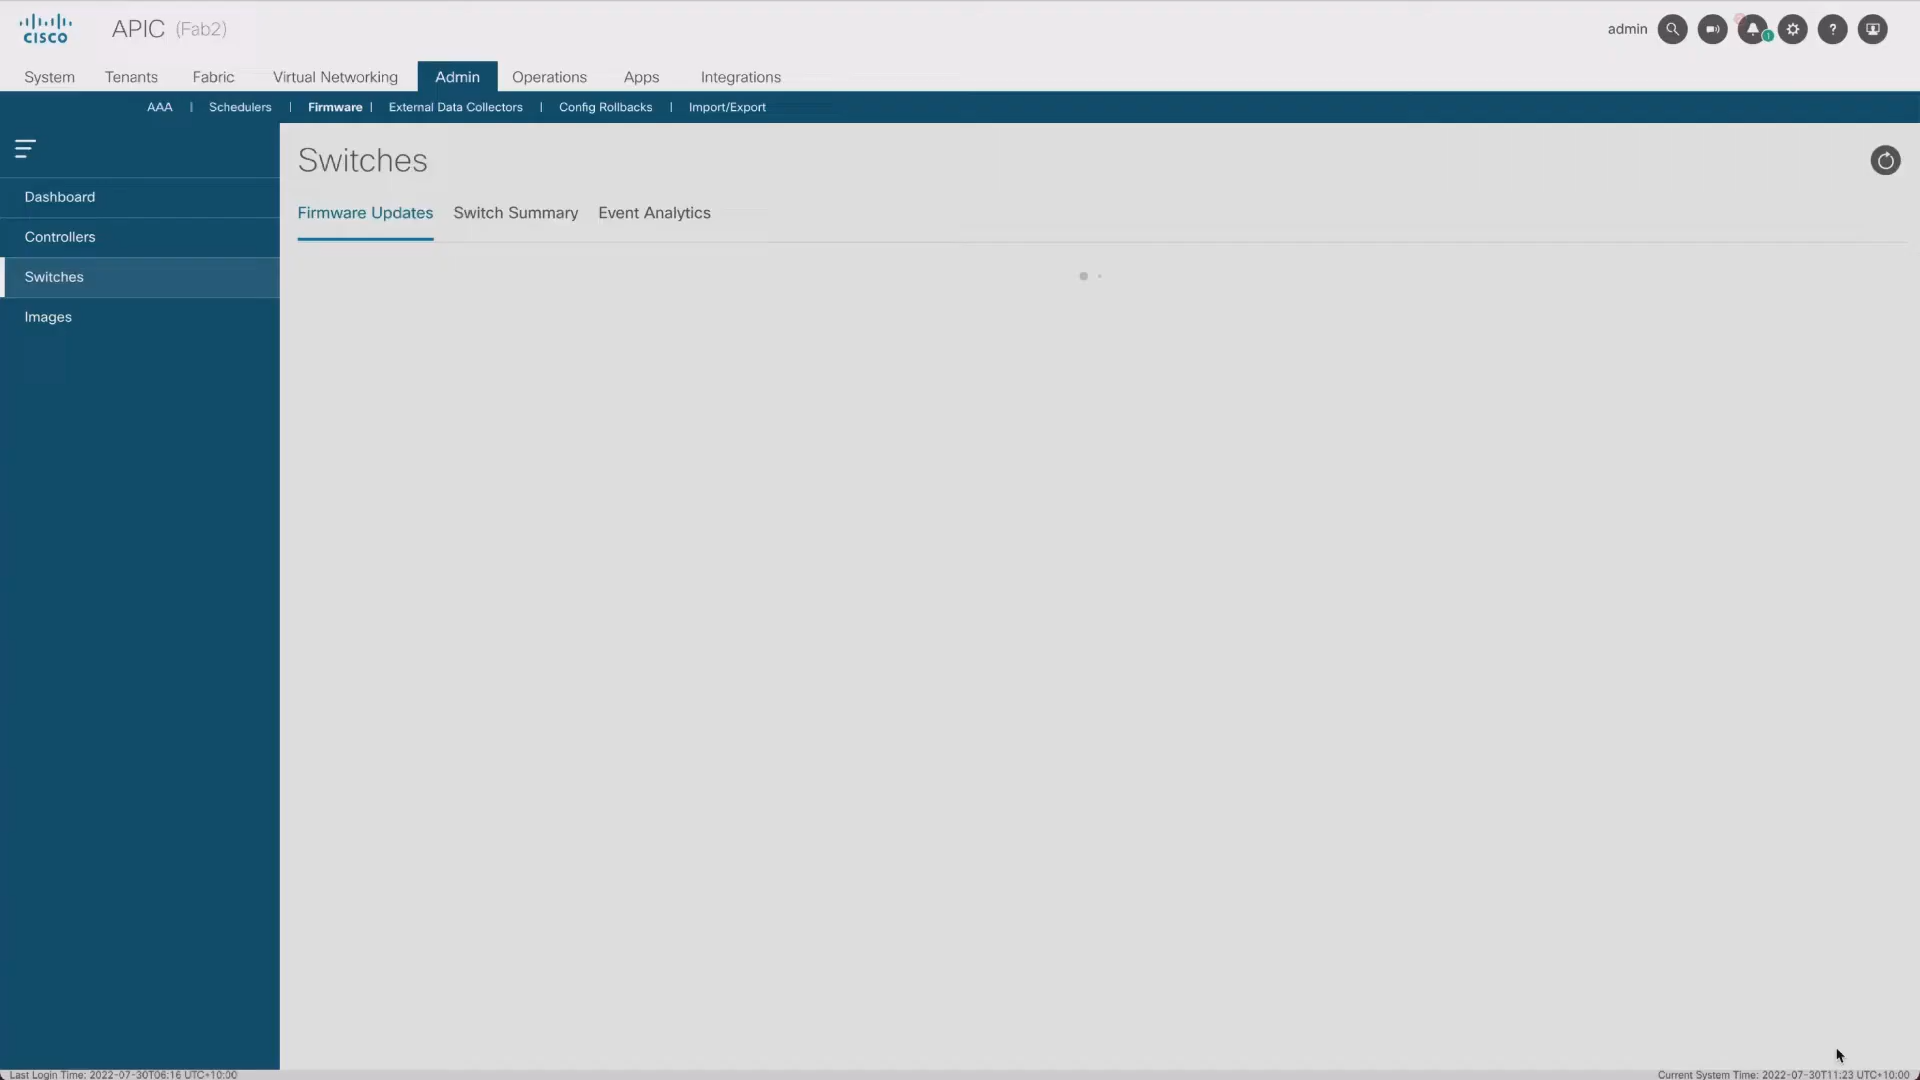 CISCO
APIC (Fab2)
admin
1
?
System Tenants Fabric Virtual Networking Admin Operations Apps Integrations
AAA | Schedulers | Firmware | External Data Collectors | Config Rollbacks | Import/Export
Switches
Dashboard
Controllers
Switches
Images
Firmware Updates Switch Summary Event Analytics
Last Login Time: 2022-07-30T06:16 UTC+10:00
Current System Time: 2022-07-30T11:23 UTC+10:00